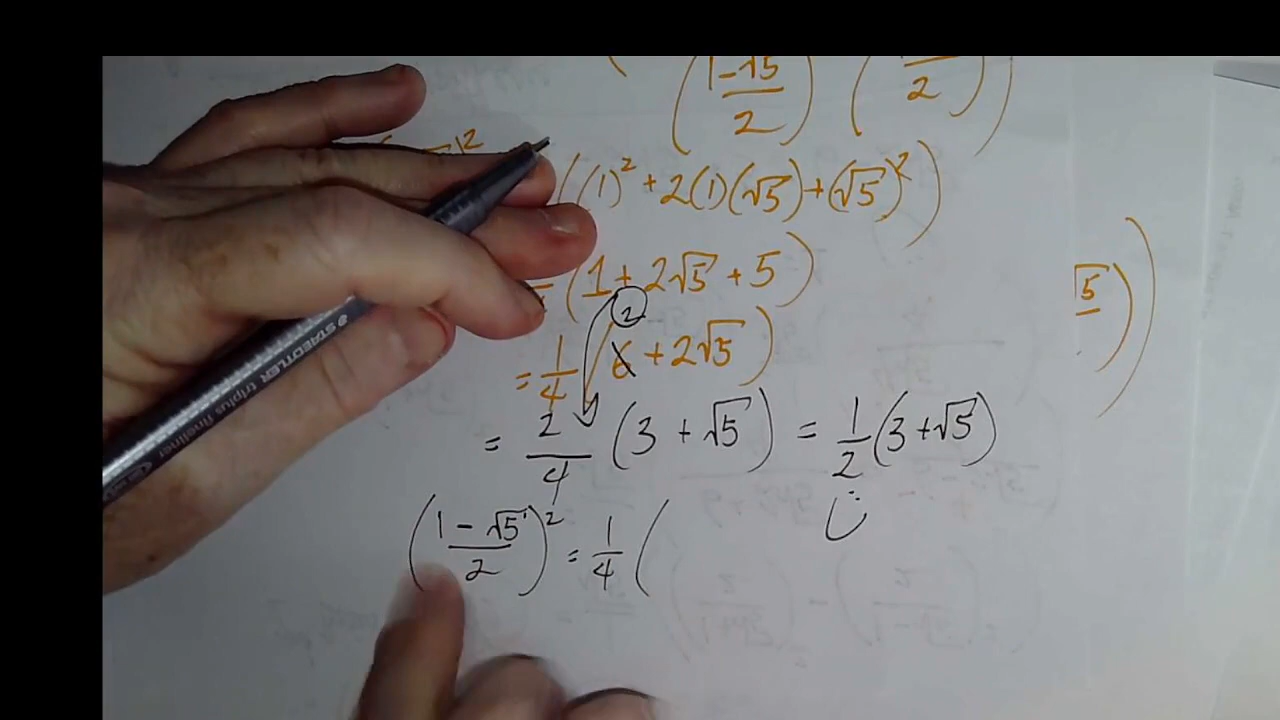 (1-√5/2) (/2)
)² ((1)² + 2(1)(√5) + (√5)²)
(1 + 2√5 + 5)
√5))
2
= 1/4 (6 + 2√5)
= 2/4 (3 + √5) = 1/2 (3 + √5)
(1 - √5/2)² = 1/4 (
STAEDTLER triplus fineliner